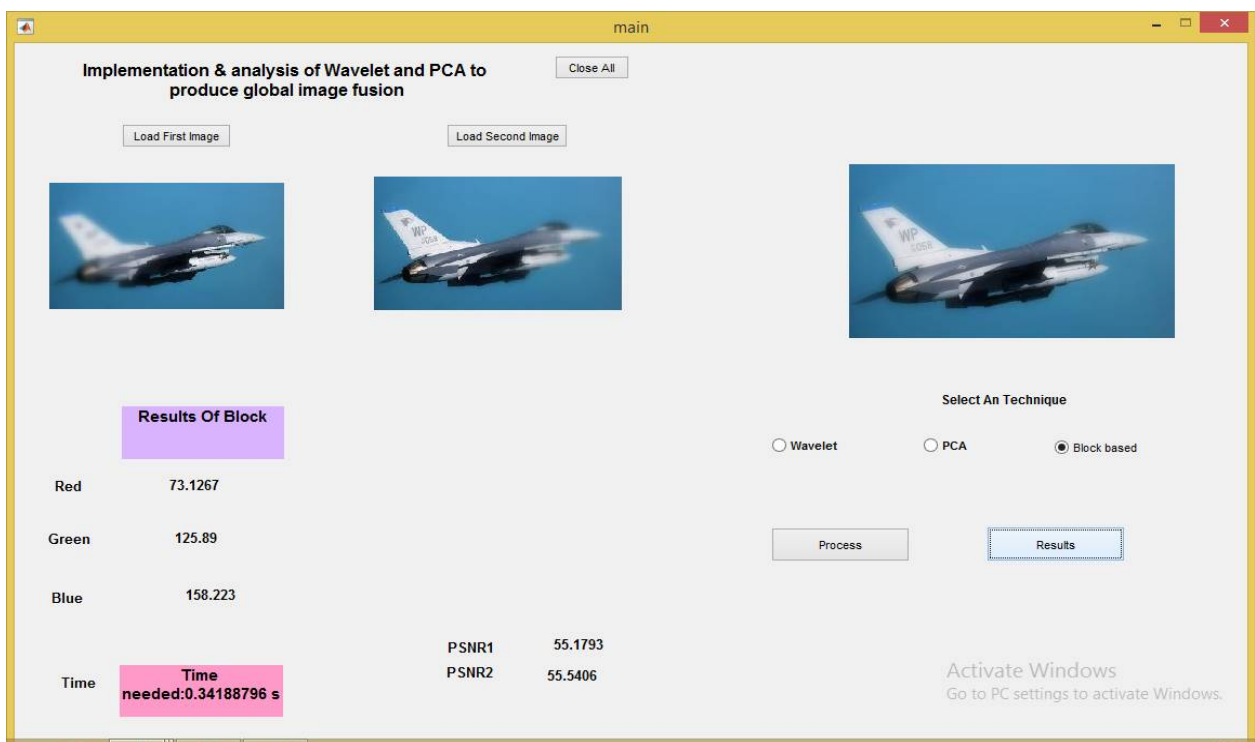 main
Implementation & analysis of Wavelet and PCA to
produce global image fusion
Close All
Load First Image
Load Second Image
WP
WP
0058
Results Of Block
Select An Technique
Wavelet
PCA
Block based
Red
73.1267
Green
125.89
Process
Results
Blue
158.223
PSNR1
55.1793
PSNR2
55.5406
Time
Time
needed:0.34188796 s
Activate Windows
Go to PC settings to activate Windows.